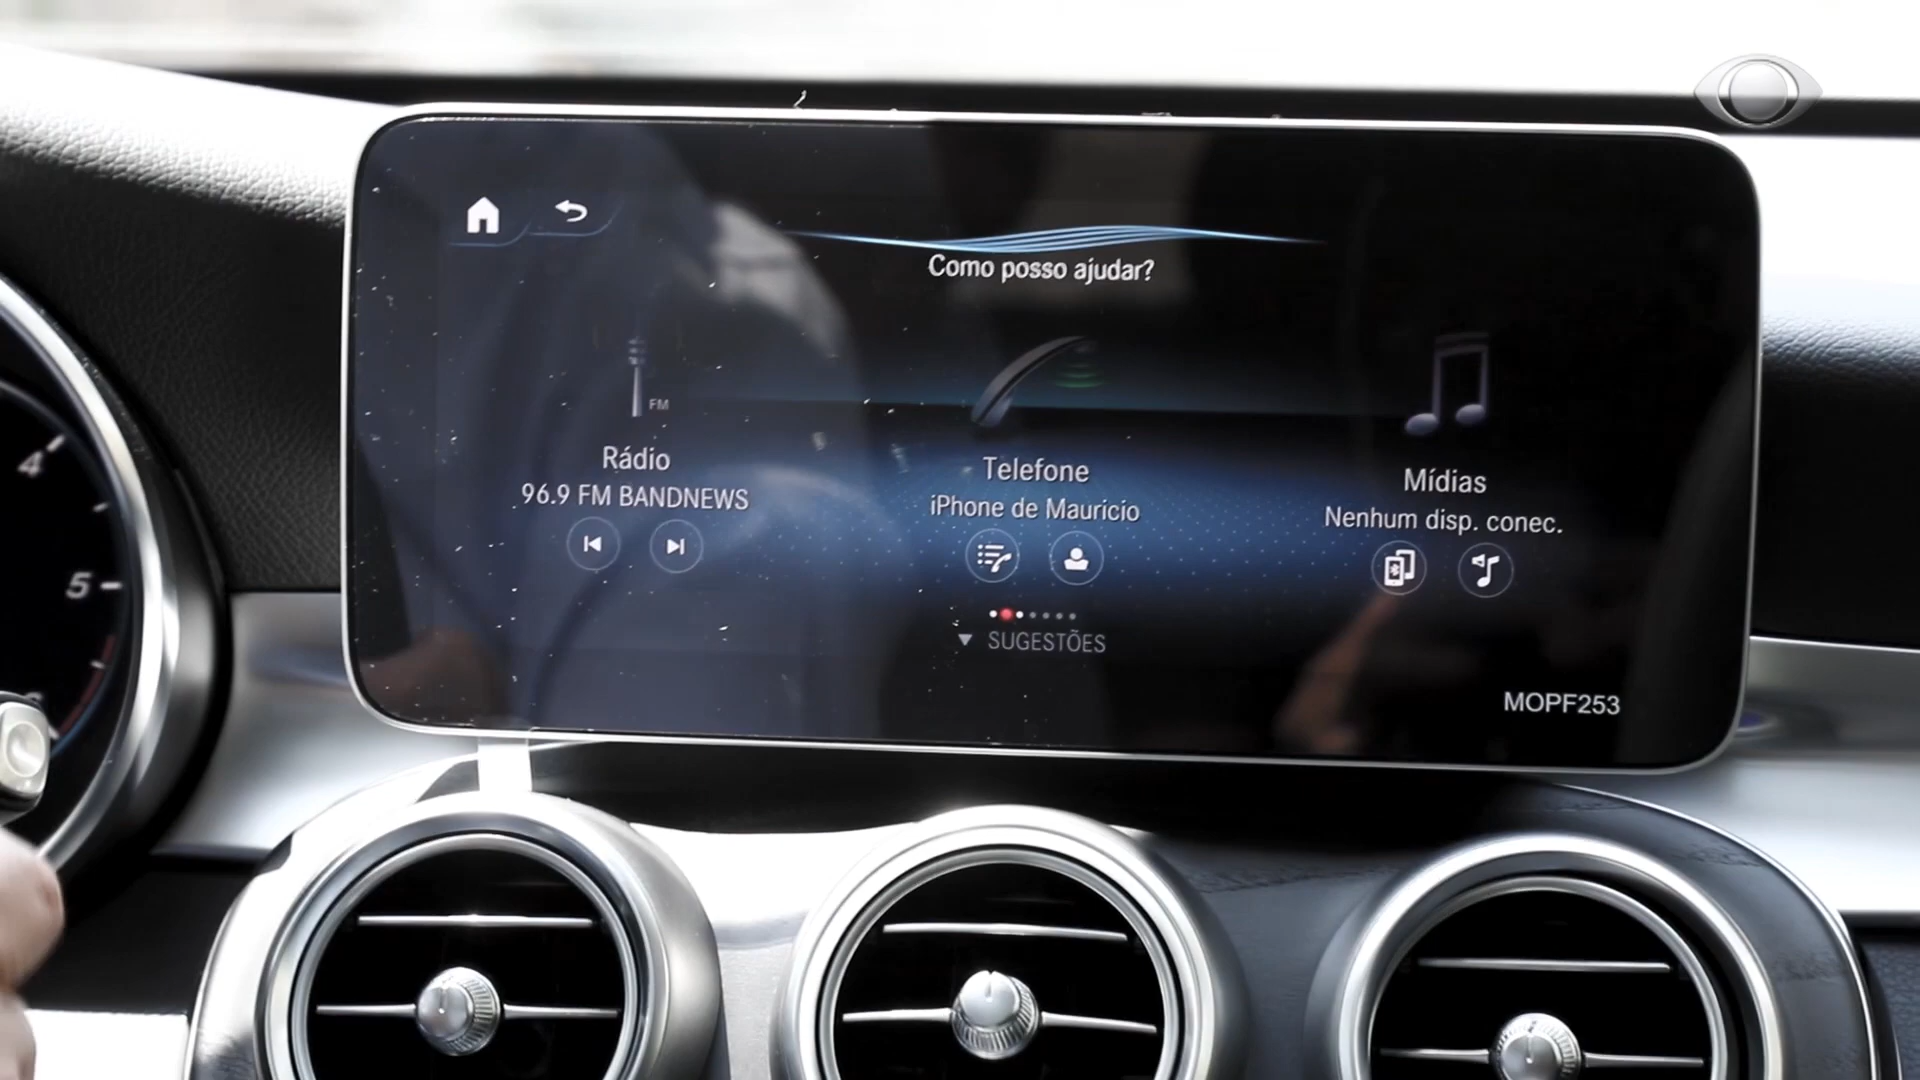 Como posso ajudar?
FM
Rádio
96.9 FM BANDNEWS
Telefone
iPhone de Mauricio
Mídias
Nenhum disp. conec.
SUGESTÕES
MOPF253
4
5